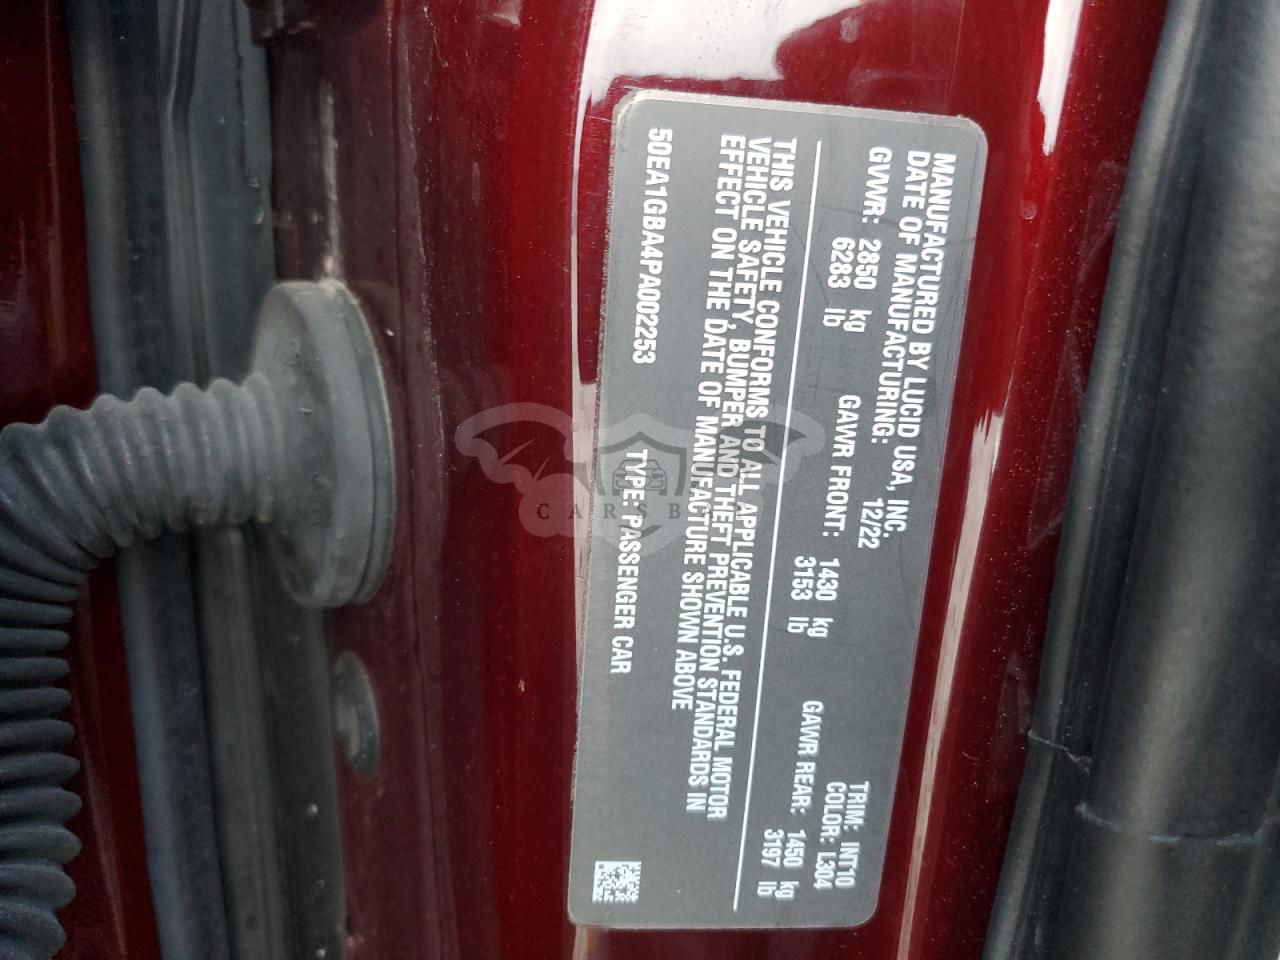 MANUFACTURED BY LUCID USA, INC.
DATE OF MANUFACTURING: 12/22
TRIM: INT10
COLOR: L304
GVWR: 2850 kg
6283 lb
GAWR FRONT: 1430 kg
3153 lb
GAWR REAR: 1450 kg
3197 lb
THIS VEHICLE CONFORMS TO ALL APPLICABLE U.S. FEDERAL MOTOR
VEHICLE SAFETY, BUMPER AND THEFT PREVENTION STANDARDS IN
EFFECT ON THE DATE OF MANUFACTURE SHOWN ABOVE
50EA1GBA4PA002253
TYPE: PASSENGER CAR